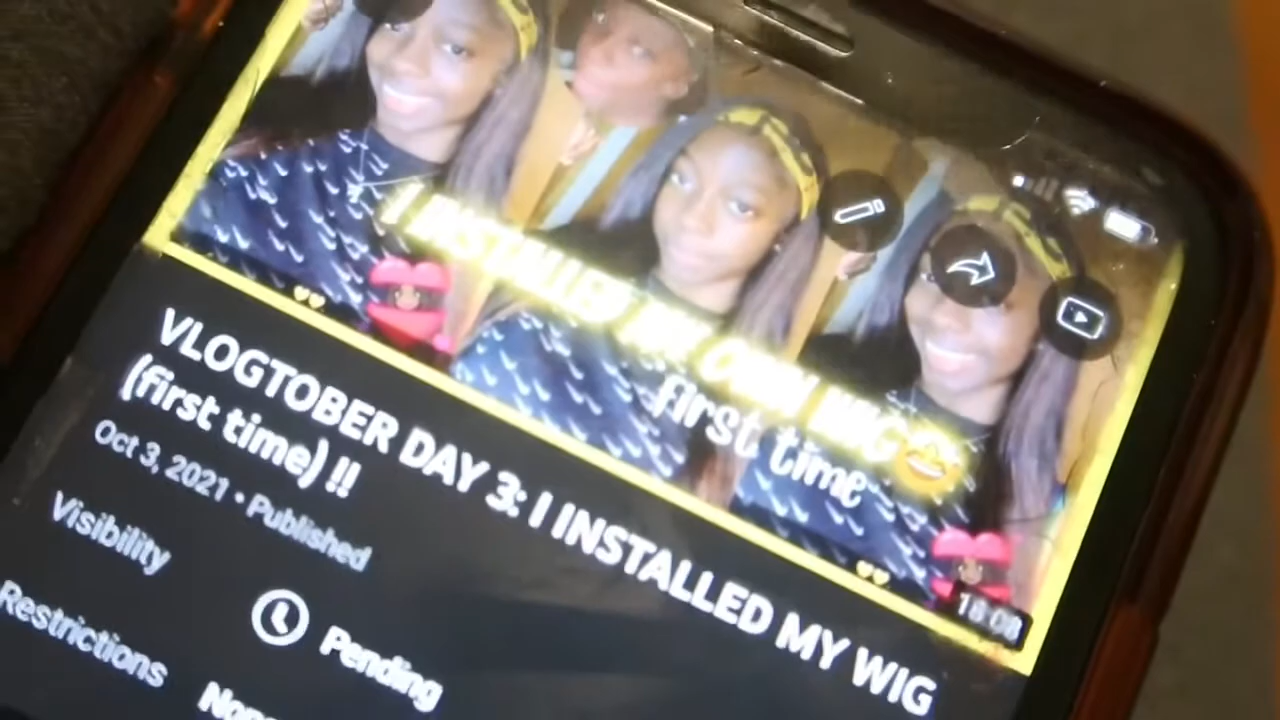 I INSTALLED MY OWN WIG
first time
18:08
VLOGTOBER DAY 3: I INSTALLED MY WIG
(first time) !!
Oct 3, 2021 • Published
Visibility
Pending
Restrictions